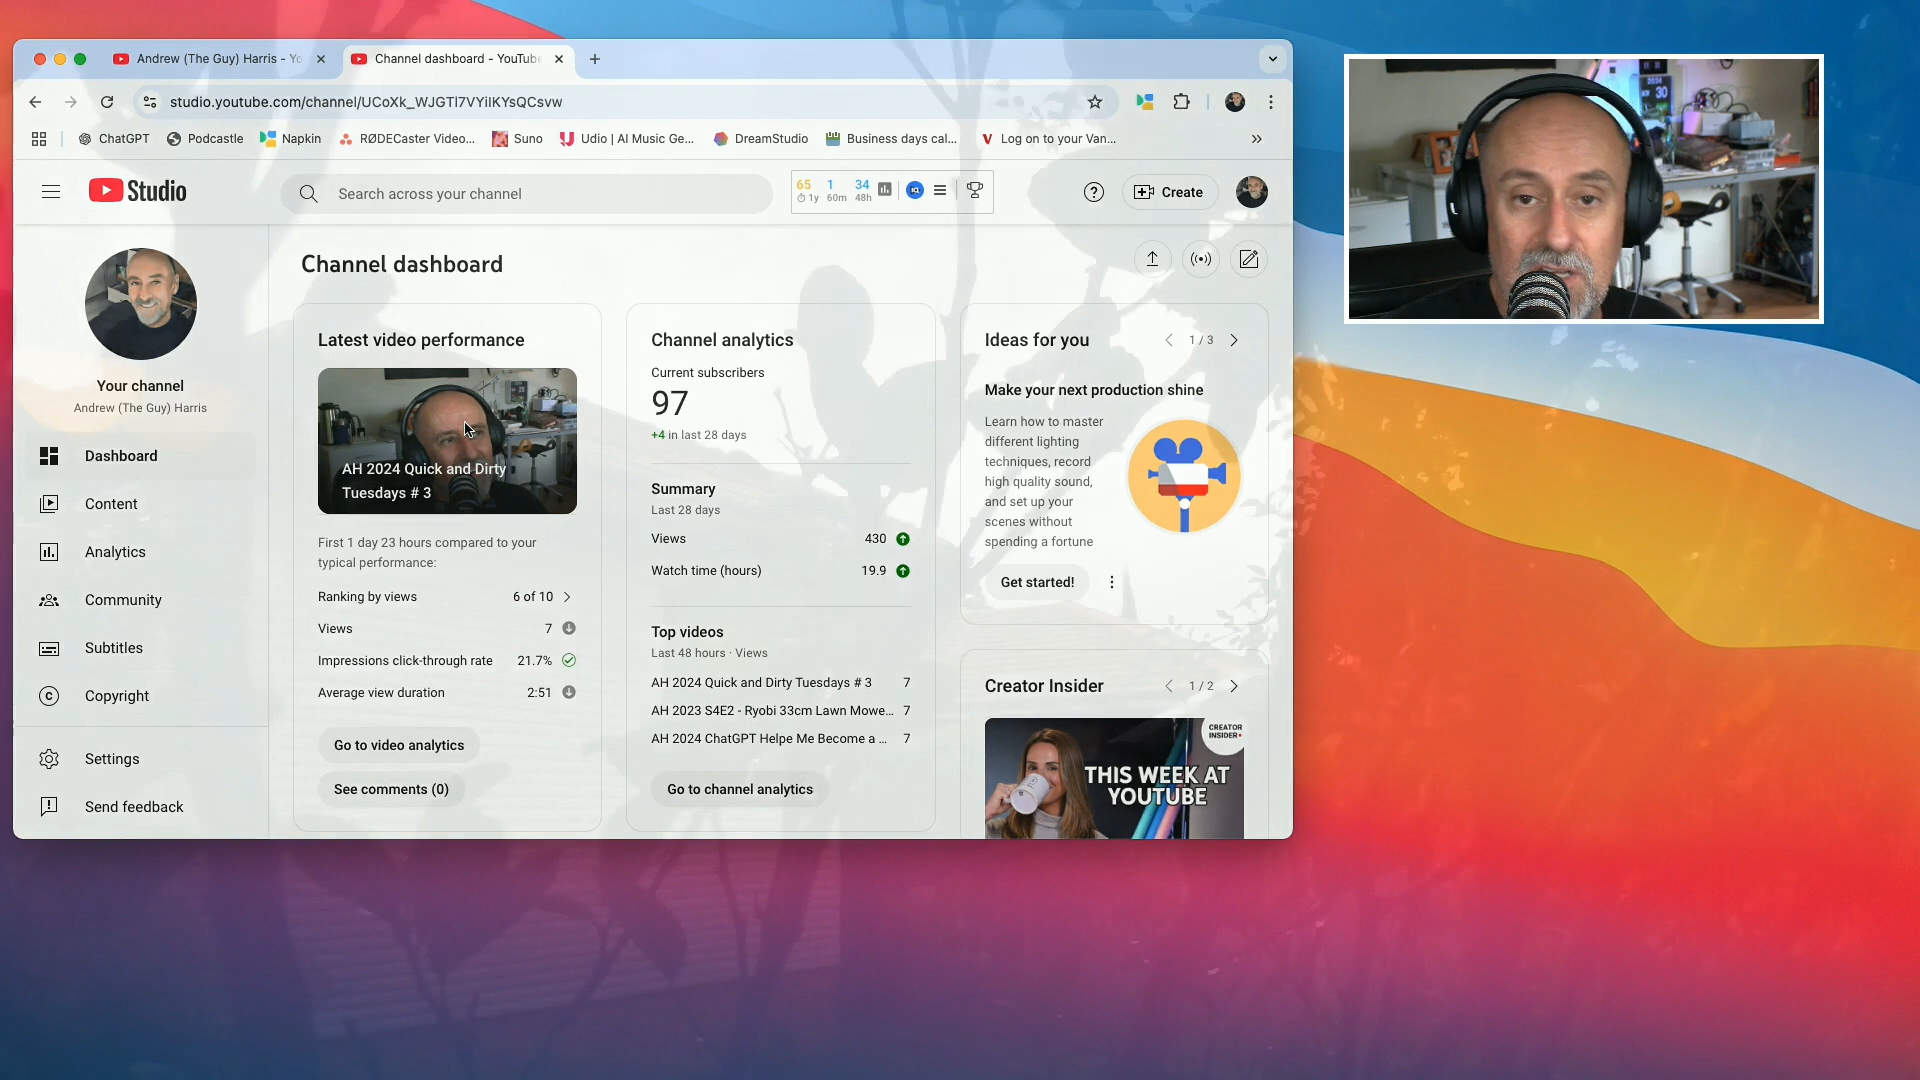 Andrew (The Guy) Harris - Yo
Channel dashboard - YouTube
studio.youtube.com/channel/UCoXk_WJGTl7VYiIKYsQCsvw
ChatGPT
Podcastle
Napkin
RØDECaster Video...
Suno
Udio | AI Music Ge...
DreamStudio
Business days cal...
Log on to your Van...
Studio
Search across your channel
65
1y
1
60m
34
48h
Create
Your channel
Andrew (The Guy) Harris
Dashboard
Content
Analytics
Community
Subtitles
Copyright
Settings
Send feedback
Channel dashboard
Latest video performance
AH 2024 Quick and Dirty
Tuesdays # 3
First 1 day 23 hours compared to your
typical performance:
Ranking by views 6 of 10
Views 7
Impressions click-through rate 21.7%
Average view duration 2:51
Go to video analytics
See comments (0)
Channel analytics
Current subscribers
97
+4 in last 28 days
Summary
Last 28 days
Views 430
Watch time (hours) 19.9
Top videos
Last 48 hours · Views
AH 2024 Quick and Dirty Tuesdays # 3 7
AH 2023 S4E2 - Ryobi 33cm Lawn Mowe... 7
AH 2024 ChatGPT Helpe Me Become a ... 7
Go to channel analytics
Ideas for you
1 / 3
Make your next production shine
Learn how to master
different lighting
techniques, record
high quality sound,
and set up your
scenes without
spending a fortune
Get started!
Creator Insider
1 / 2
CREATOR
INSIDER
THIS WEEK AT
YOUTUBE
30